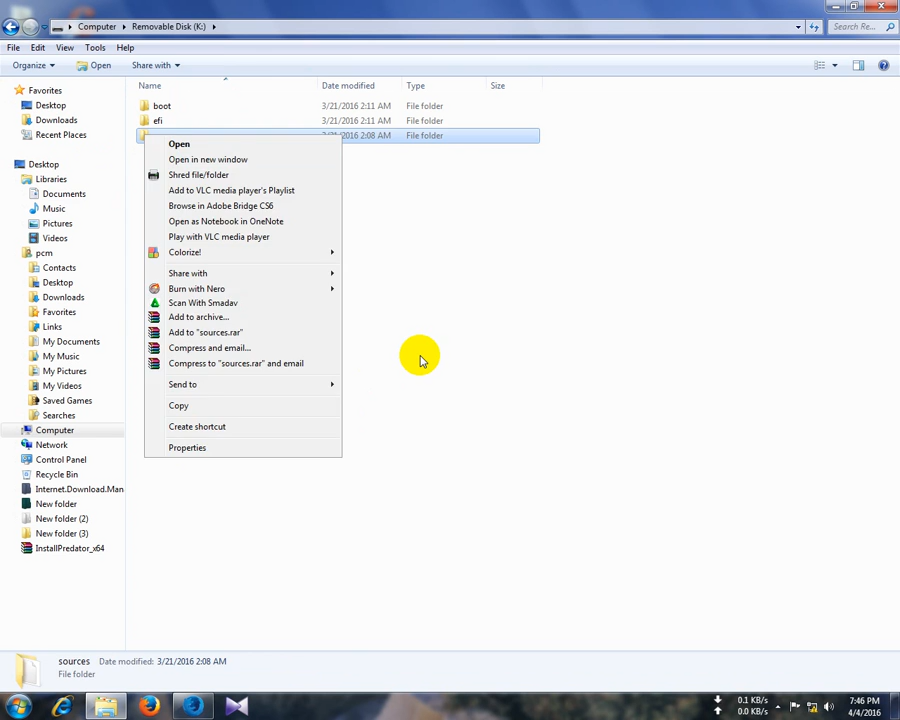 Computer ▸ Removable Disk (K:) ▸
Search Re...
File Edit View Tools Help
Organize ▾ Open Share with ▾
Name Date modified Type Size
boot 3/21/2016 2:11 AM File folder
efi 3/21/2016 2:11 AM File folder
3/21/2016 2:08 AM File folder
Open
Open in new window
Shred file/folder
Add to VLC media player's Playlist
Browse in Adobe Bridge CS6
Open as Notebook in OneNote
Play with VLC media player
Colorize!
Share with
Burn with Nero
Scan With Smadav
Add to archive...
Add to "sources.rar"
Compress and email...
Compress to "sources.rar" and email
Send to
Copy
Create shortcut
Properties
Favorites
Desktop
Downloads
Recent Places
Desktop
Libraries
Documents
Music
Pictures
Videos
pcm
Contacts
Desktop
Downloads
Favorites
Links
My Documents
My Music
My Pictures
My Videos
Saved Games
Searches
Computer
Network
Control Panel
Recycle Bin
Internet.Download.Man
New folder
New folder (2)
New folder (3)
InstallPredator_x64
sources Date modified: 3/21/2016 2:08 AM
File folder
0.1 KB/s
0.0 KB/s
7:46 PM
4/4/2016